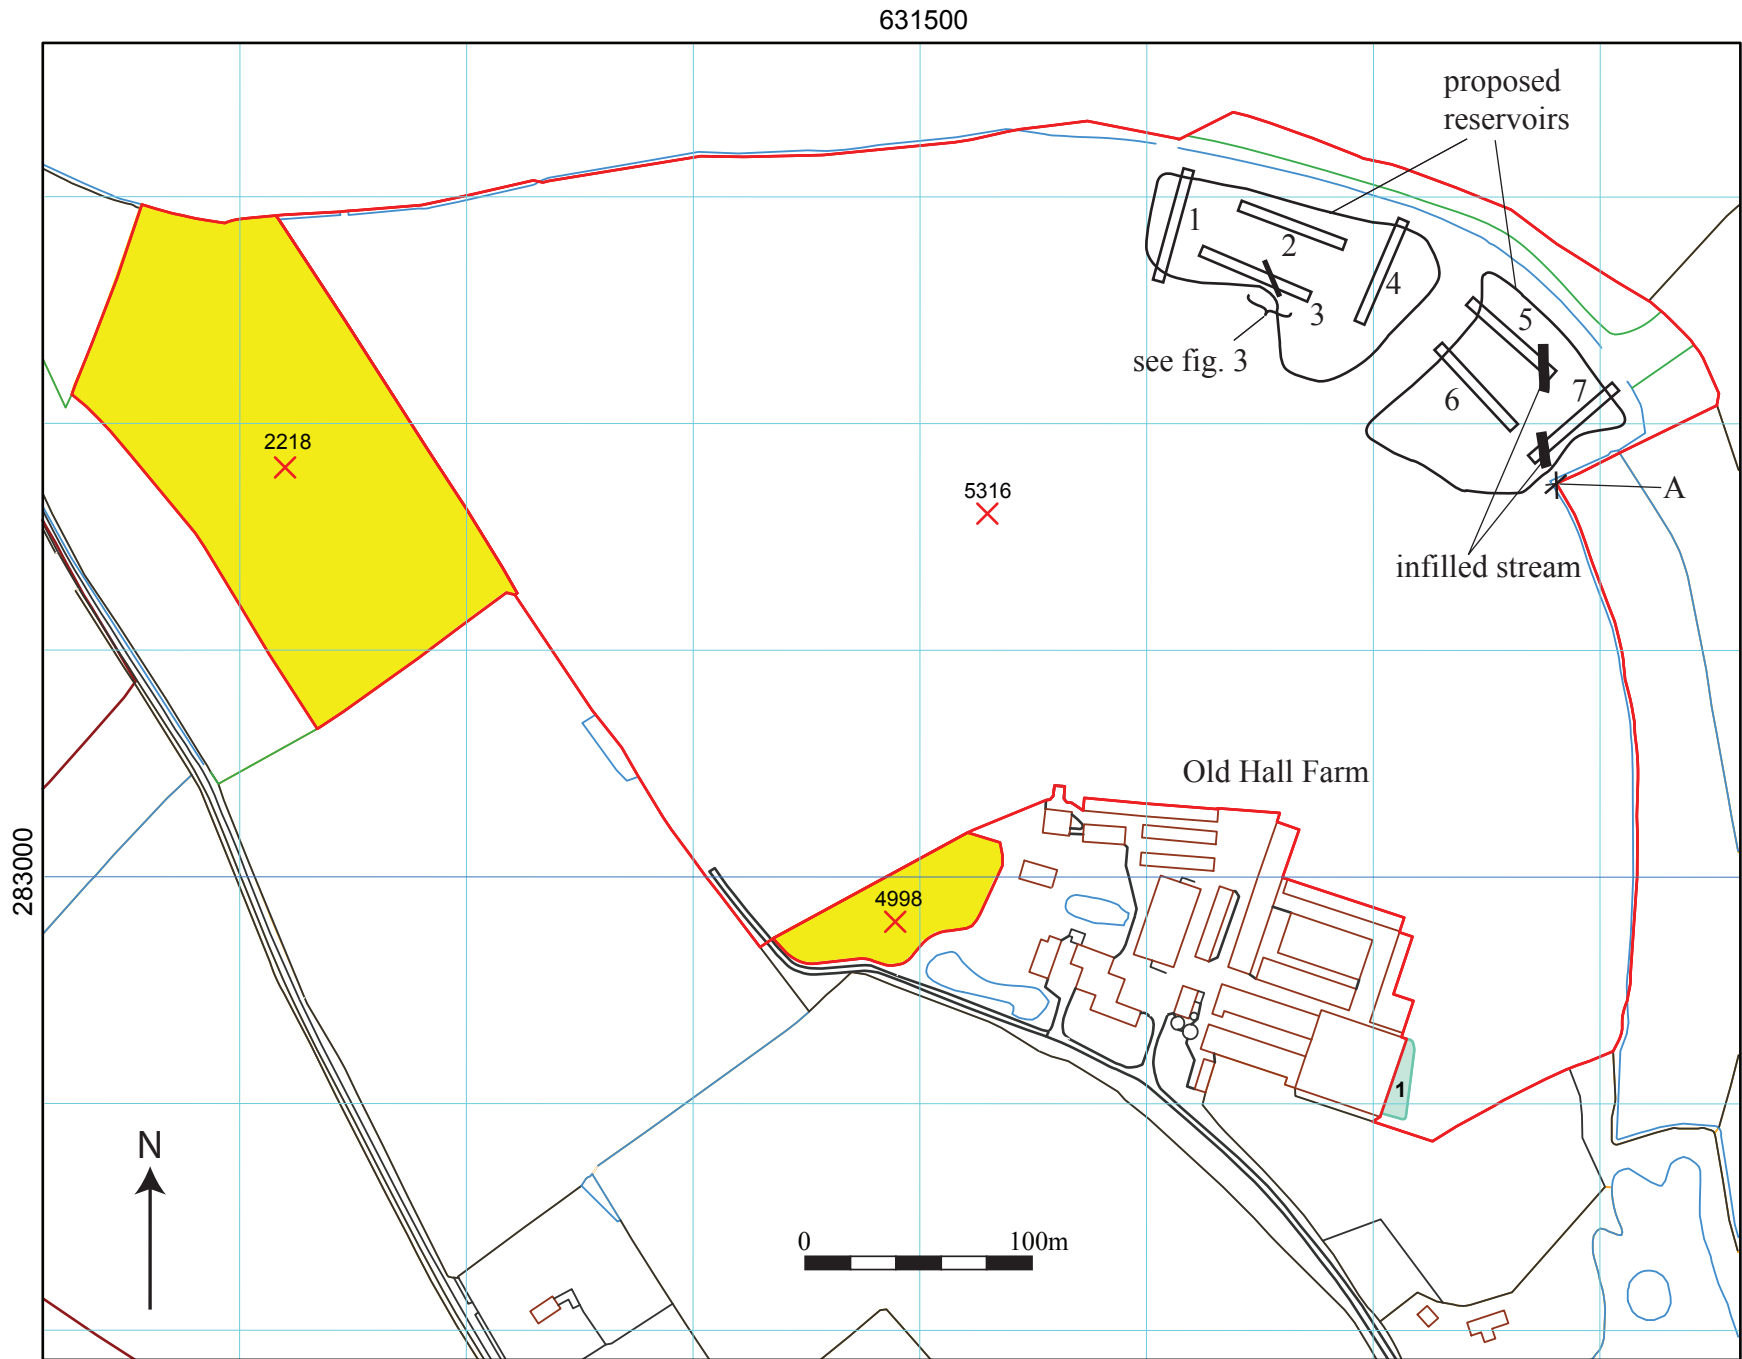 631500
proposed
reservoirs
1
2
3
4
5
6
7
see fig. 3
2218
5316
A
infilled stream
Old Hall Farm
283000
4998
1
N
0 100m